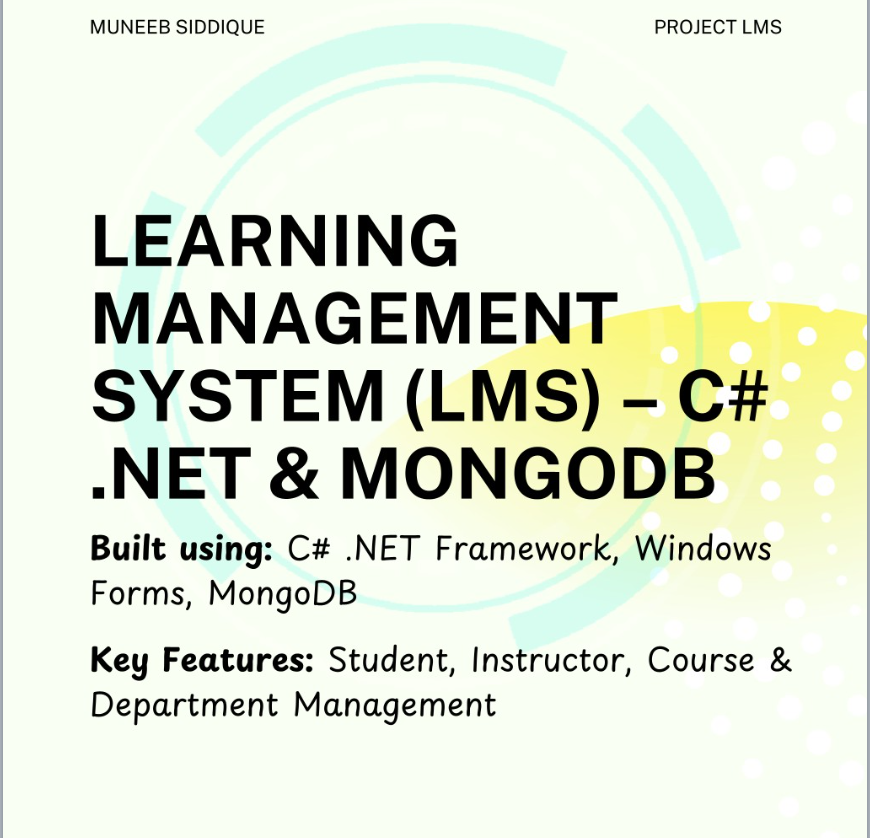 MUNEEB SIDDIQUE
PROJECT LMS
LEARNING
MANAGEMENT
SYSTEM (LMS) – C#
.NET & MONGODB
Built using: C# .NET Framework, Windows
Forms, MongoDB
Key Features: Student, Instructor, Course &
Department Management